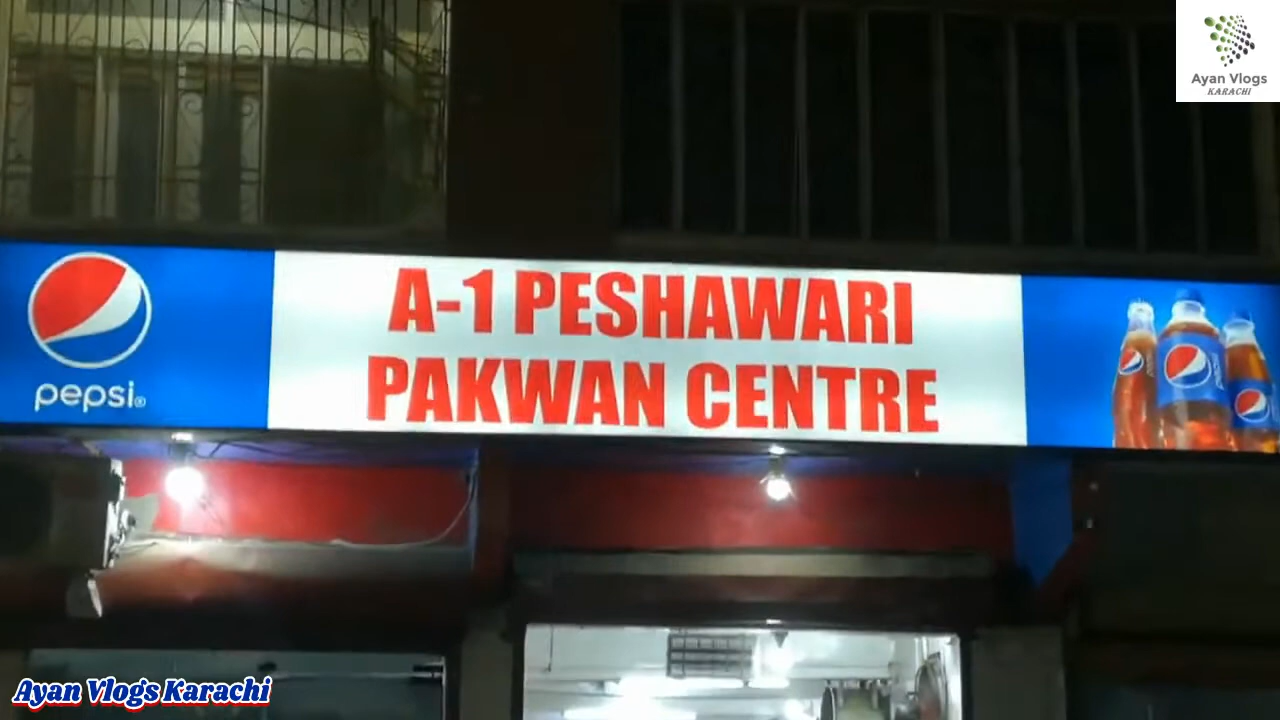 Ayan Vlogs
KARACHI
A-1 PESHAWARI
PAKWAN CENTRE
pepsi®
Ayan Vlogs Karachi